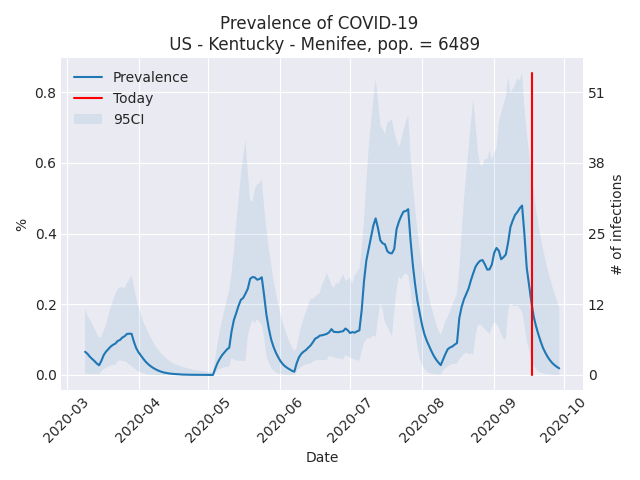 Prevalence of COVID-19
US - Kentucky - Menifee, pop. = 6489
Prevalence
Today
95CI
0.8
0.6
0.4
0.2
0.0
%
51
38
25
12
0
# of infections
2020-03
2020-04
2020-05
2020-06
2020-07
2020-08
2020-09
2020-10
Date